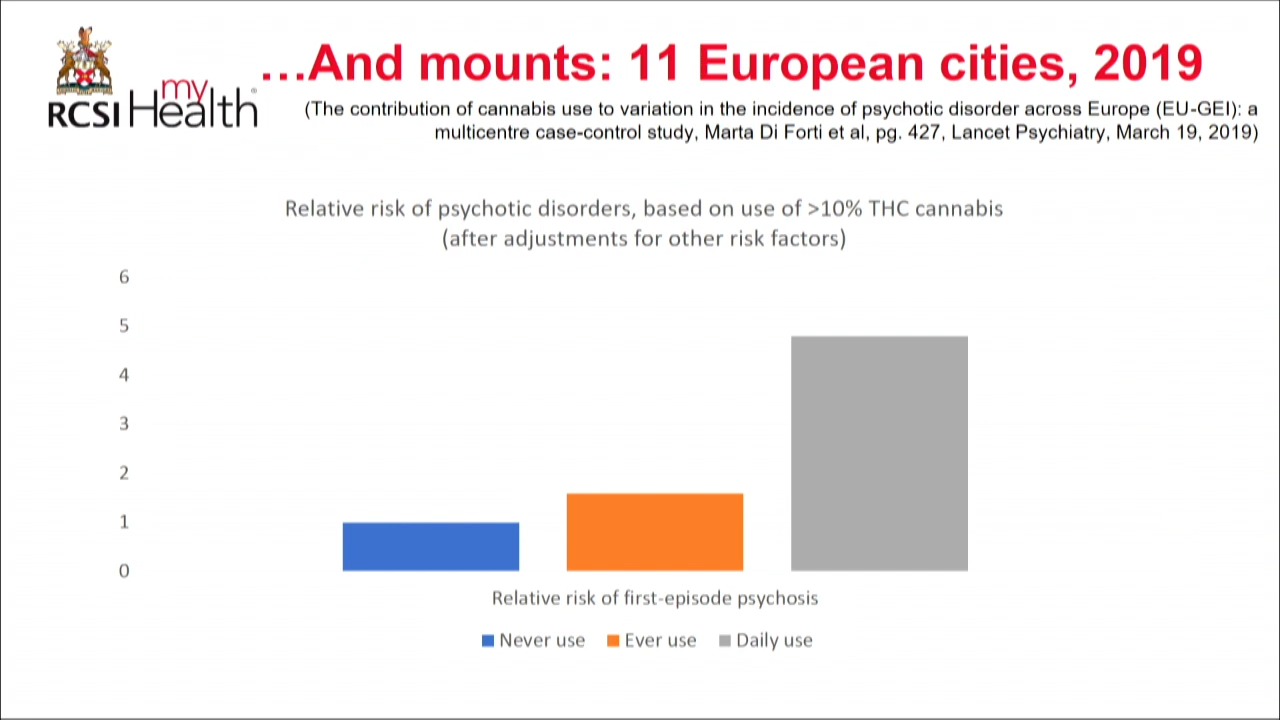 …And mounts: 11 European cities, 2019
my
RCSI Health®
(The contribution of cannabis use to variation in the incidence of psychotic disorder across Europe (EU-GEI): a
multicentre case-control study, Marta Di Forti et al, pg. 427, Lancet Psychiatry, March 19, 2019)
Relative risk of psychotic disorders, based on use of >10% THC cannabis
(after adjustments for other risk factors)
6
5
4
3
2
1
0
Relative risk of first-episode psychosis
Never use Ever use Daily use